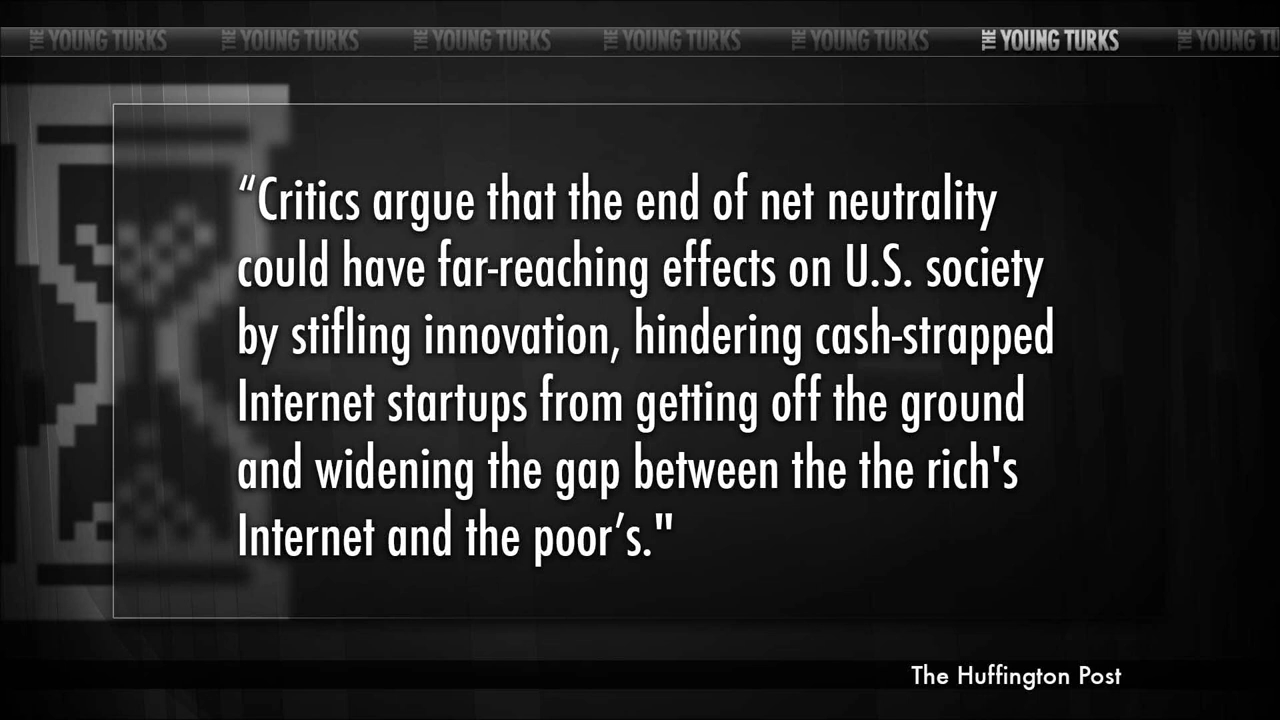 THE YOUNG TURKS THE YOUNG TURKS THE YOUNG TURKS THE YOUNG TURKS THE YOUNG TURKS THE YOUNG TURKS THE YOUNG TU
“Critics argue that the end of net neutrality
could have far-reaching effects on U.S. society
by stifling innovation, hindering cash-strapped
Internet startups from getting off the ground
and widening the gap between the the rich's
Internet and the poor’s."
The Huffington Post